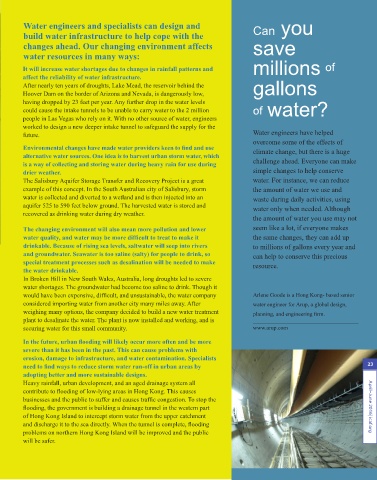 Water engineers and specialists can design and
build water infrastructure to help cope with the
changes ahead. Our changing environment affects
water resources in many ways:
It will increase water shortages due to changes in rainfall patterns and
affect the reliability of water infrastructure.
After nearly ten years of droughts, Lake Mead, the reservoir behind the
Hoover Dam on the border of Arizona and Nevada, is dangerously low,
having dropped by 23 feet per year. Any further drop in the water levels
could cause the intake tunnels to be unable to carry water to the 2 million
people in Las Vegas who rely on it. With no other source of water, engineers
worked to design a new deeper intake tunnel to safeguard the supply for the
future.
Environmental changes have made water providers keen to find and use
alternative water sources. One idea is to harvest urban storm water, which
is a way of collecting and storing water during heavy rain for use during
drier weather.
The Salisbury Aquifer Storage Transfer and Recovery Project is a great
example of this concept. In the South Australian city of Salisbury, storm
water is collected and diverted to a wetland and is then injected into an
aquifer 525 to 590 feet below ground. The harvested water is stored and
recovered as drinking water during dry weather.
The changing environment will also mean more pollution and lower
water quality, and water may be more difficult to treat to make it
drinkable. Because of rising sea levels, saltwater will seep into rivers
and groundwater. Seawater is too saline (salty) for people to drink, so
special treatment processes such as desalination will be needed to make
the water drinkable.
In Broken Hill in New South Wales, Australia, long droughts led to severe
water shortages. The groundwater had become too saline to drink. Though it
would have been expensive, difficult, and unsustainable, the water company
considered importing water from another city many miles away. After
weighing many options, the company decided to build a new water treatment
plant to desalinate the water. The plant is now installed and working, and is
securing water for this small community.
In the future, urban flooding will likely occur more often and be more
severe than it has been in the past. This can cause problems with
erosion, damage to infrastructure, and water contamination. Specialists
need to find ways to reduce storm water run-off in urban areas by
adopting better and more sustainable designs.
Heavy rainfall, urban development, and an aged drainage system all
contribute to flooding of low-lying areas in Hong Kong. This causes
businesses and the public to suffer and causes traffic congestion. To stop the
flooding, the government is building a drainage tunnel in the western part
of Hong Kong Island to intercept storm water from the upper catchment
and discharge it to the sea directly. When the tunnel is complete, flooding
problems on northern Hong Kong Island will be improved and the public
will be safer.
Can you
save
millions of
gallons
of water?
Water engineers have helped
overcome some of the effects of
climate change, but there is a huge
challenge ahead. Everyone can make
simple changes to help conserve
water. For instance, we can reduce
the amount of water we use and
waste during daily activities, using
water only when needed. Although
the amount of water you use may not
seem like a lot, if everyone makes
the same changes, they can add up
to millions of gallons every year and
can help to conserve this precious
resource.
is a Hong Kong-based senior
water engineer for Arup, a global design,
planning, and engineering firm.
www.arup.com
23